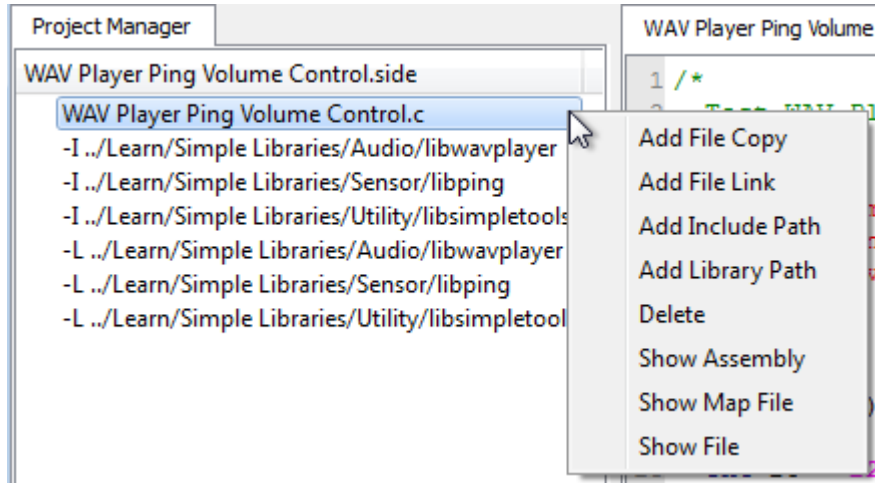 Project Manager
WAV Player Ping Volume Control.side
WAV Player Ping Volume Control.c
-I ../Learn/Simple Libraries/Audio/libwavplayer
-I ../Learn/Simple Libraries/Sensor/libping
-I ../Learn/Simple Libraries/Utility/libsimpletools
-L ../Learn/Simple Libraries/Audio/libwavplayer
-L ../Learn/Simple Libraries/Sensor/libping
-L ../Learn/Simple Libraries/Utility/libsimpletool
WAV Player Ping Volume
1 /*
Add File Copy
Add File Link
Add Include Path
Add Library Path
Delete
Show Assembly
Show Map File
Show File